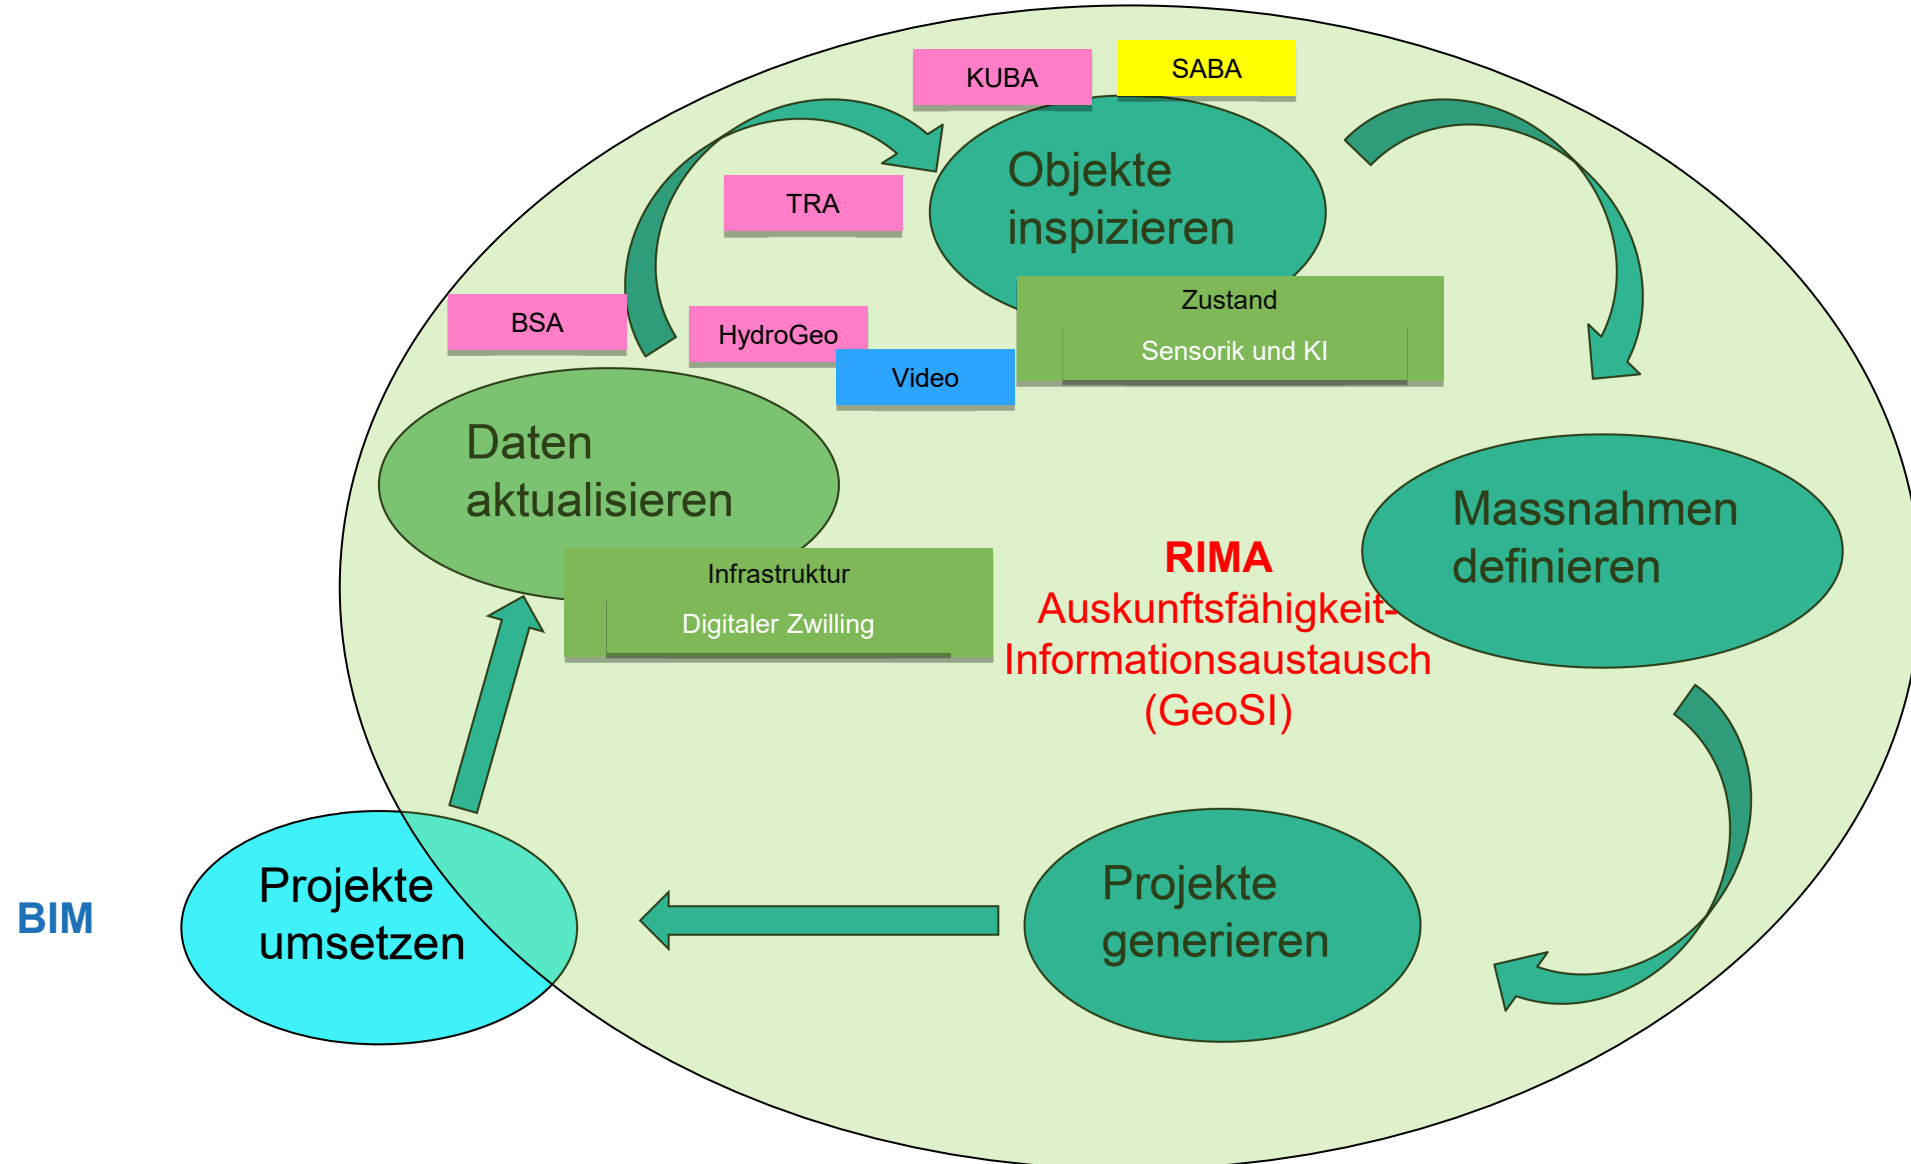 KUBA
SABA
Objekte
inspizieren
TRA
BSA
HydroGeo
Video
Zustand
Sensorik und KI
Daten
aktualisieren
Infrastruktur
Digitaler Zwilling
RIMA
Auskunftsfähigkeit-
Informationsaustausch
(GeoSI)
Massnahmen
definieren
BIM
Projekte
umsetzen
Projekte
generieren